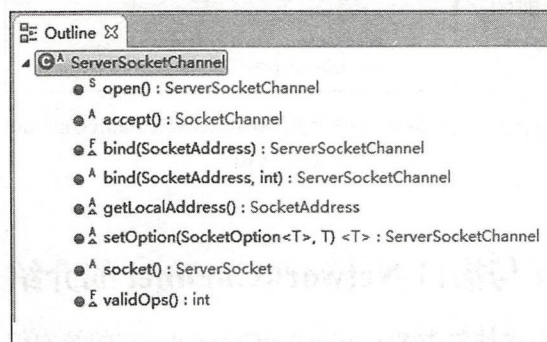 Outline
ServerSocketChannel
S open() : ServerSocketChannel
A accept() : SocketChannel
F bind(SocketAddress) : ServerSocketChannel
A bind(SocketAddress, int) : ServerSocketChannel
A getLocalAddress() : SocketAddress
A setOption(SocketOption<T>, T) <T> : ServerSocketChannel
A socket() : ServerSocket
F validOps() : int